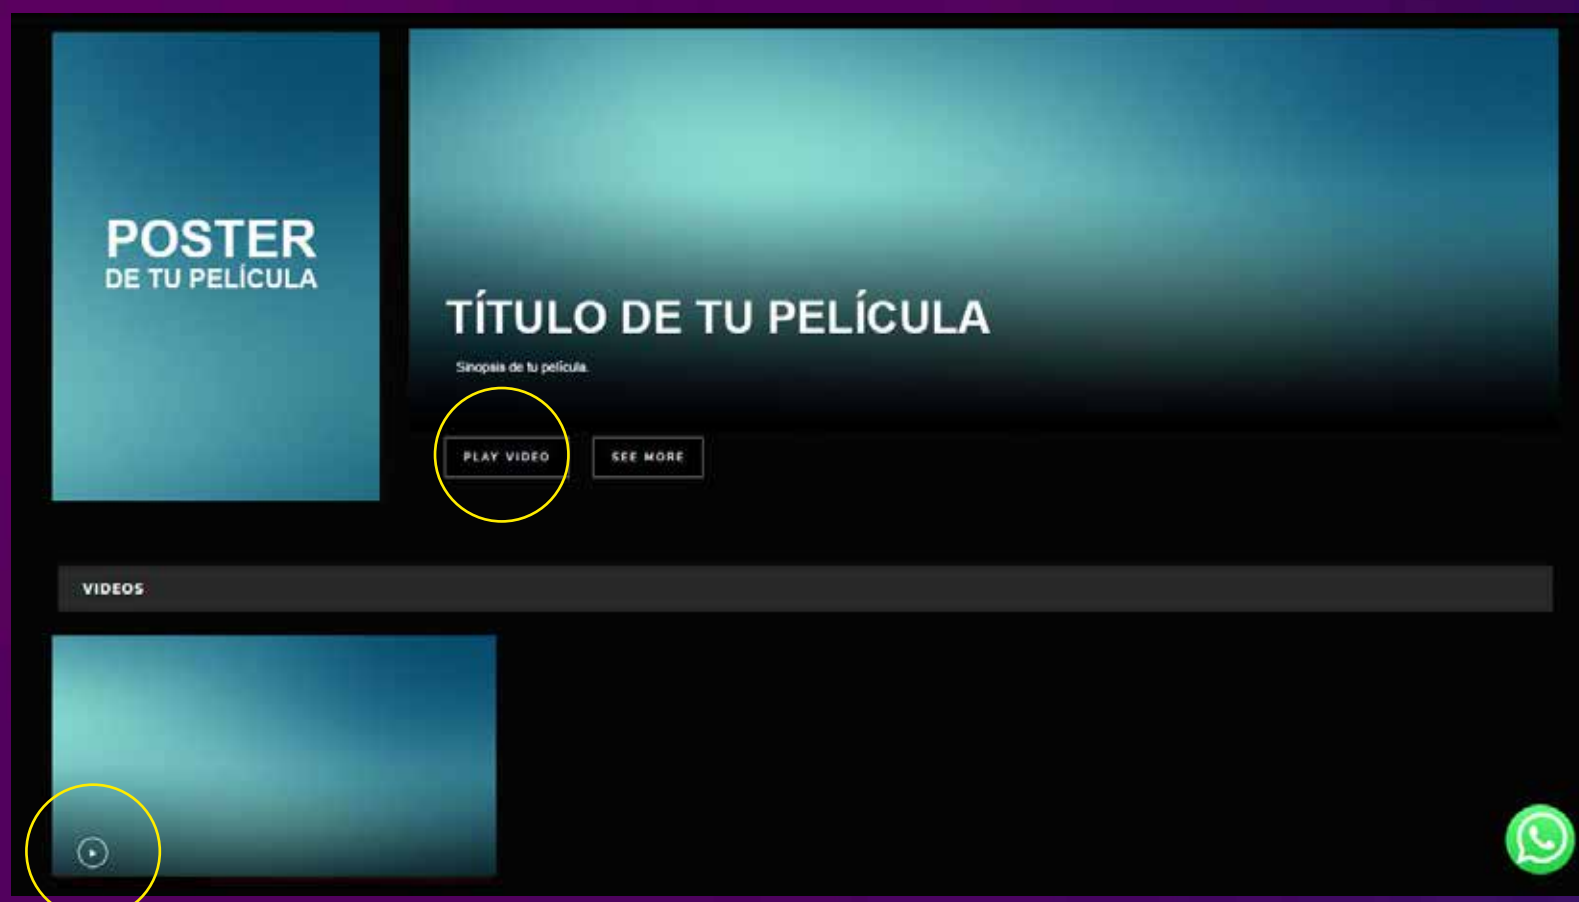 POSTER
DE TU PELÍCULA
TÍTULO DE TU PELÍCULA
Sinopsis de tu película.
PLAY VIDEO
SEE MORE
VIDEOS